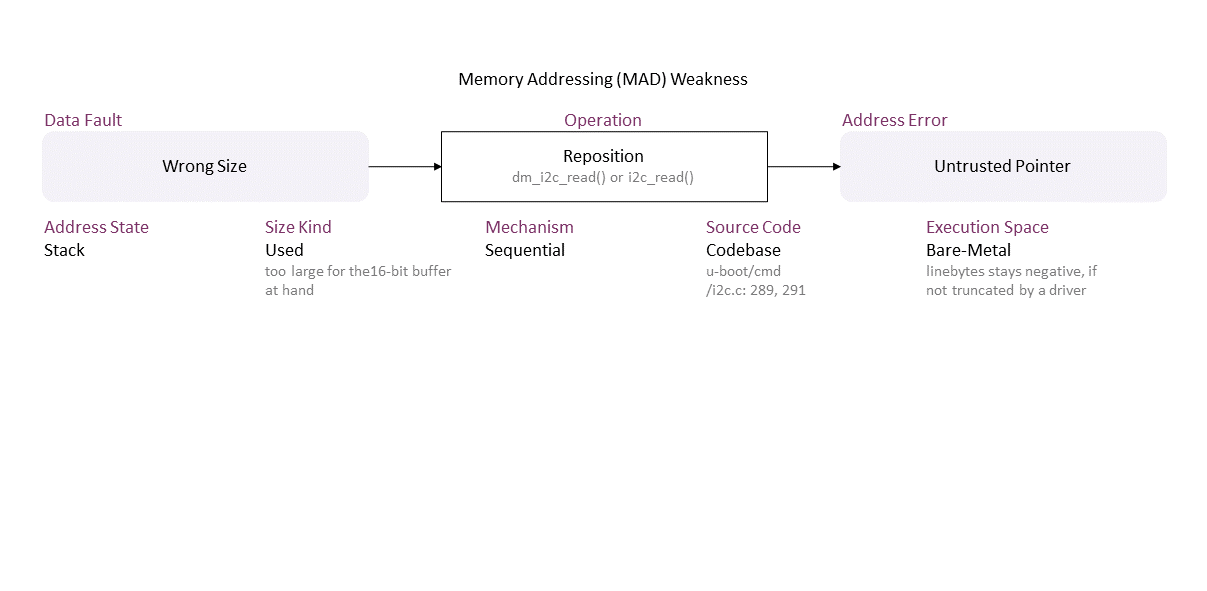 Memory Addressing (MAD) Weakness
Data Fault
Operation
Address Error
Wrong Size
Reposition
dm_i2c_read() or i2c_read()
Untrusted Pointer
Address State
Stack
Size Kind
Used
too large for the16-bit buffer
at hand
Mechanism
Sequential
Source Code
Codebase
u-boot/cmd
/i2c.c: 289, 291
Execution Space
Bare-Metal
linebytes stays negative, if
not truncated by a driver